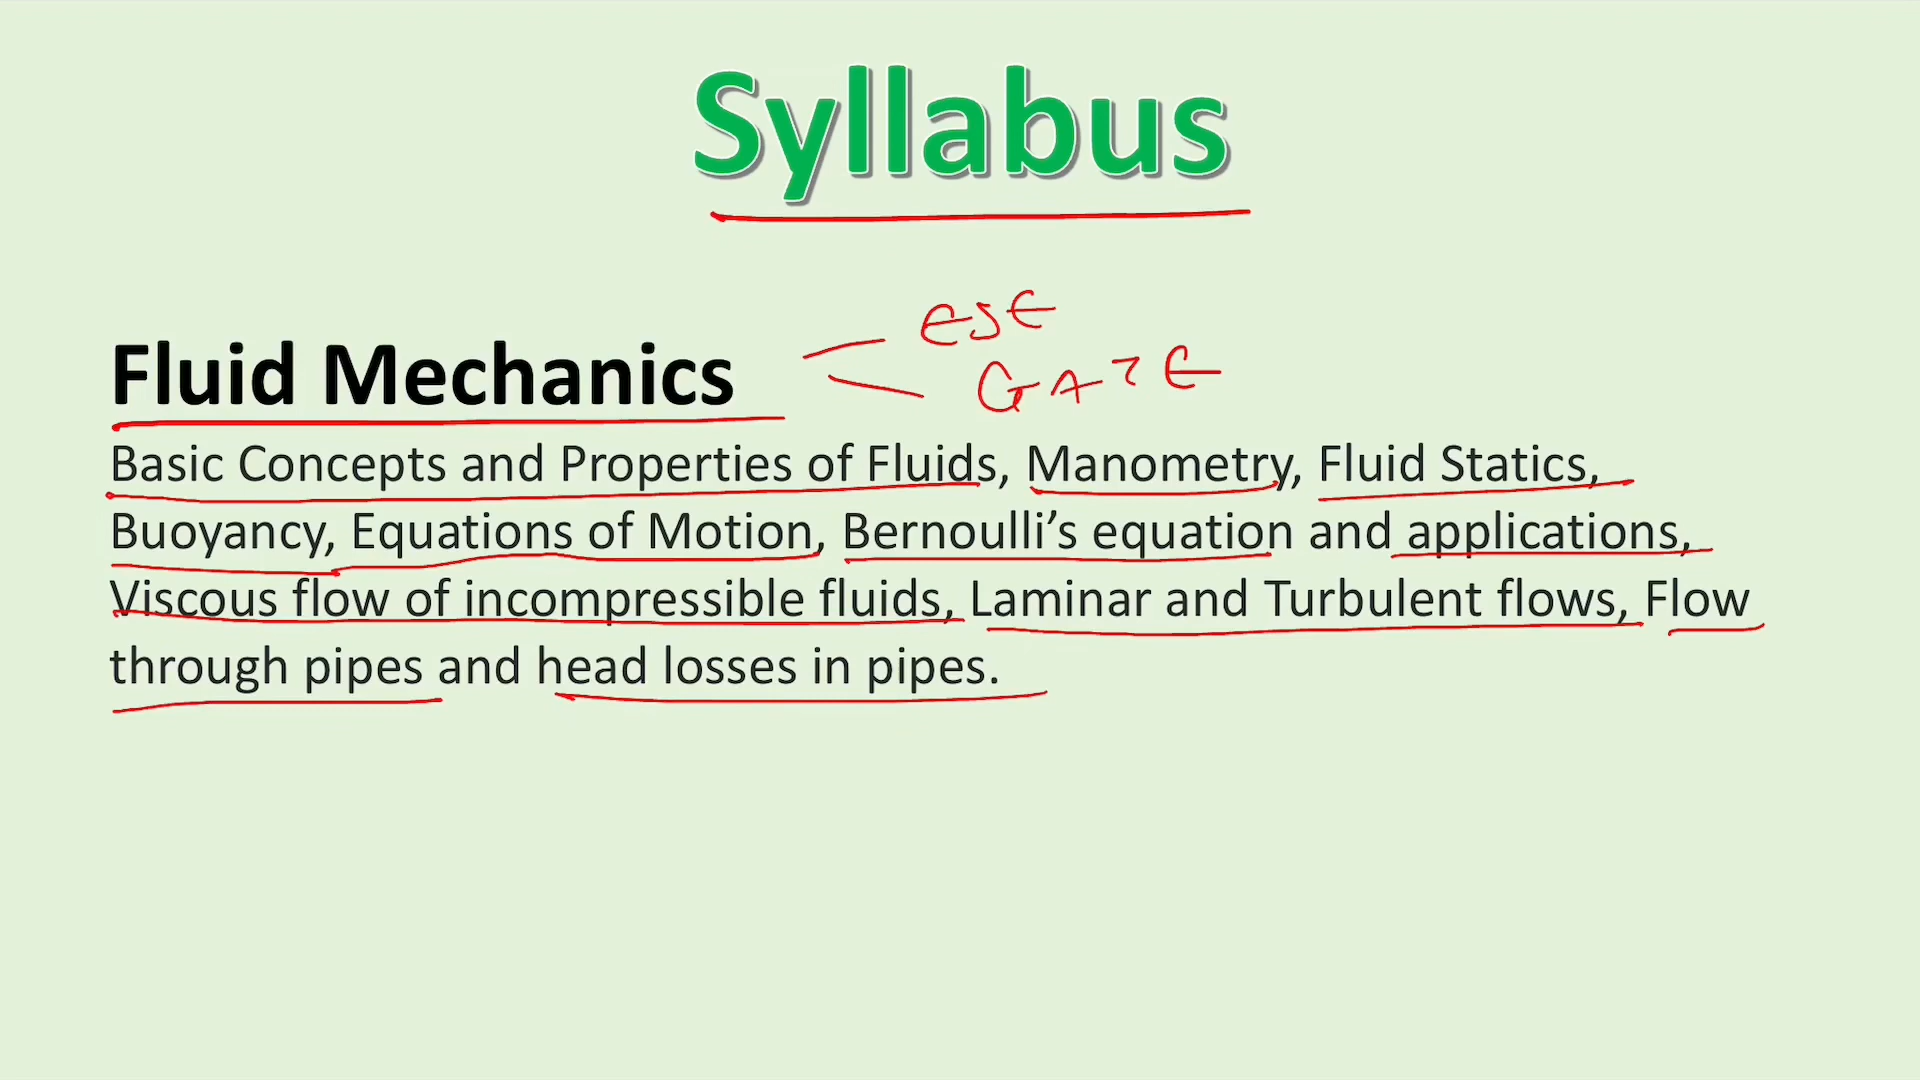 Syllabus
ESE
Fluid Mechanics
GATE
Basic Concepts and Properties of Fluids, Manometry, Fluid Statics,
Buoyancy, Equations of Motion, Bernoulli’s equation and applications,
Viscous flow of incompressible fluids, Laminar and Turbulent flows, Flow
through pipes and head losses in pipes.